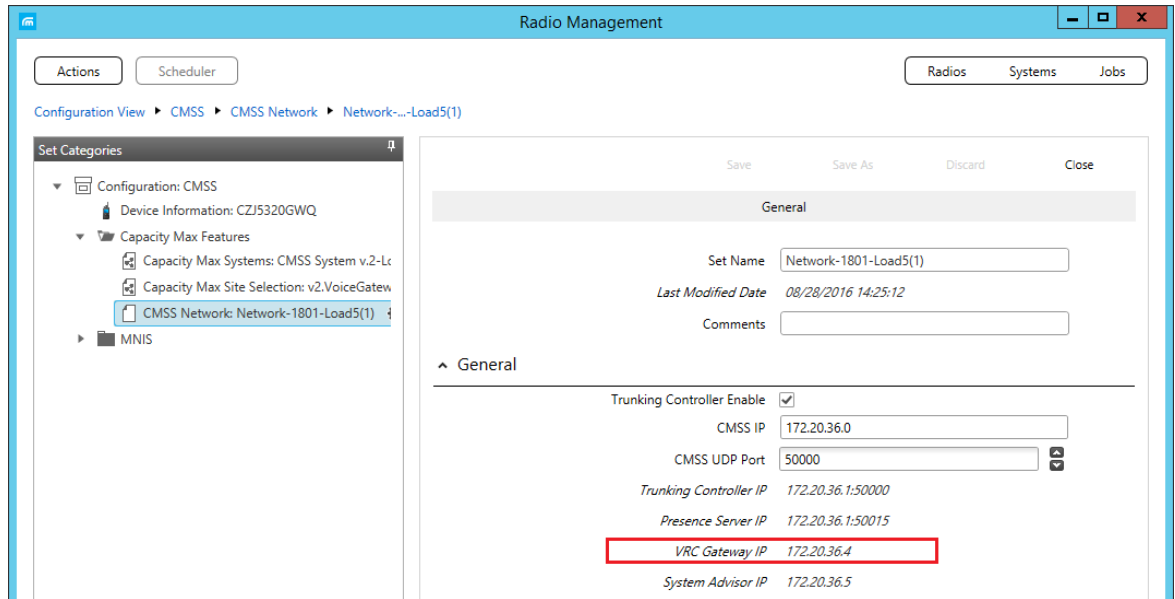 Radio Management
Actions Scheduler Radios Systems Jobs
Configuration View CMSS CMSS Network Network-...-Load5(1)
Set Categories
Configuration: CMSS
Device Information: CZJ5320GWQ
Capacity Max Features
Capacity Max Systems: CMSS System v.2-Lo
Capacity Max Site Selection: v2.VoiceGatew
CMSS Network: Network-1801-Load5(1)
MNIS
Save Save As Discard Close
General
Set Name Network-1801-Load5(1)
Last Modified Date 08/28/2016 14:25:12
Comments
General
Trunking Controller Enable
CMSS IP 172.20.36.0
CMSS UDP Port 50000
Trunking Controller IP 172.20.36.1:50000
Presence Server IP 172.20.36.1:50015
VRC Gateway IP 172.20.36.4
System Advisor IP 172.20.36.5